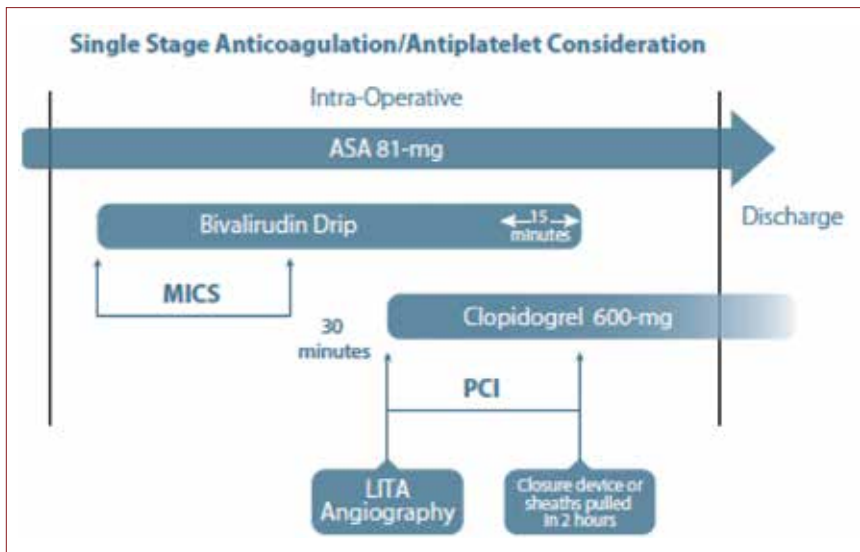 Single Stage Anticoagulation/Antiplatelet Consideration
Intra-Operative
ASA 81-mg
Bivalirudin Drip
15
minutes
Discharge
MICS
30
minutes
Clopidogrel 600-mg
PCI
LITA
Angiography
Closure device or
sheaths pulled
in 2 hours